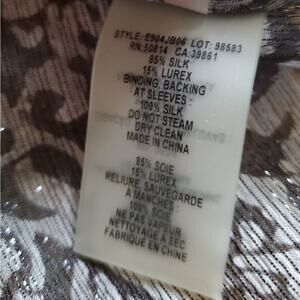 STYLE: E904JB06 LOT: 98583
RN:50814 CA:39861
85% SILK
15% LUREX
BINDING, BACKING
AT SLEEVES :
100% SILK
DO NOT STEAM
DRY CLEAN
MADE IN CHINA
85% SOIE
15% LUREX
RELIURE, SAUVEGARDE
A MANCHES :
100% SOIE
NE PAS VAPEUR
NETTOYAGE A SEC
FABRIQUE EN CHINE